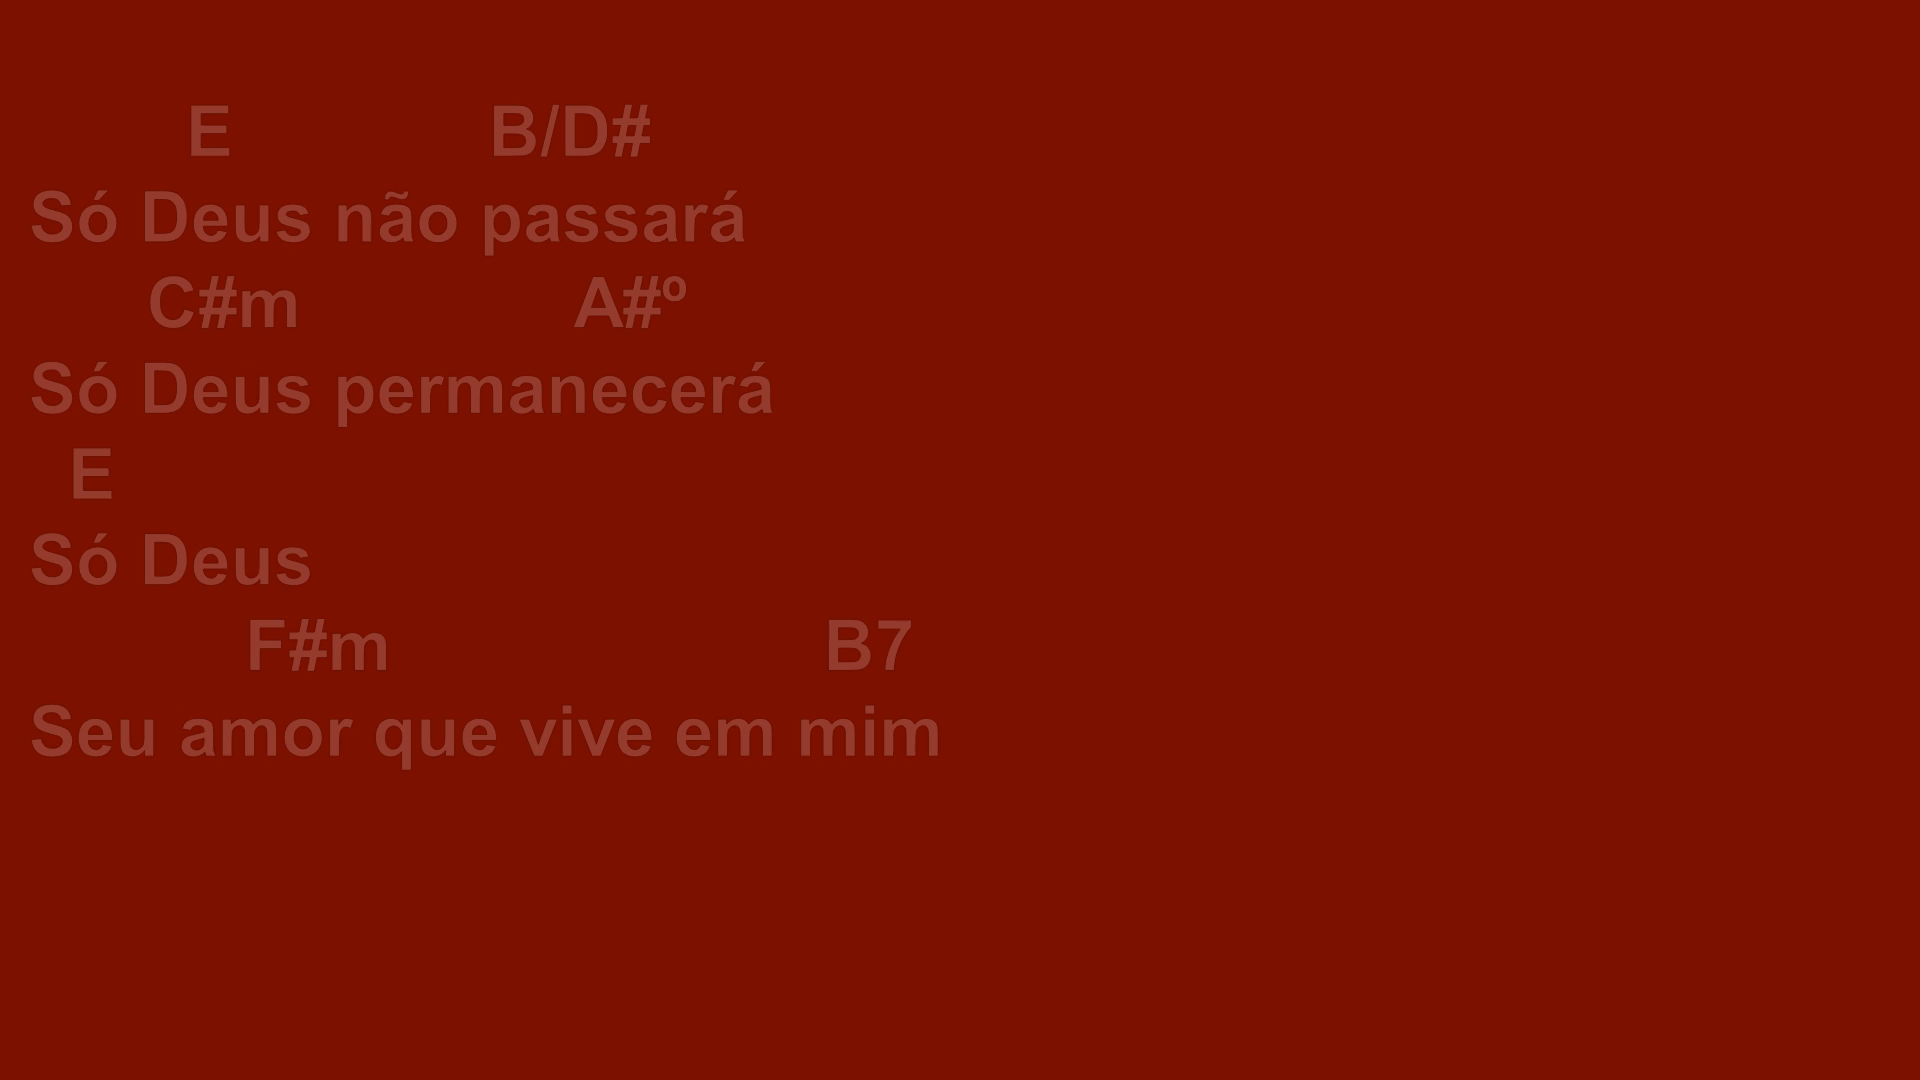 E B/D#
Só Deus não passará
C#m A#º
Só Deus permanecerá
E
Só Deus
F#m B7
Seu amor que vive em mim